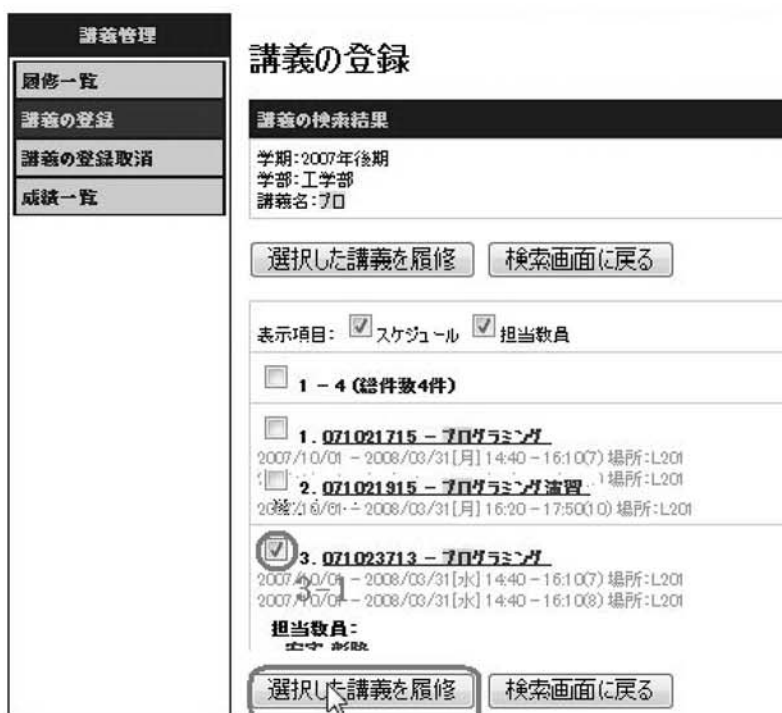 講義管理
履修一覧
講義の登録
講義の登録取消
成績一覧
講義の登録
講義の検索結果
学期:2007年後期
学部:工学部
講義名:プロ
選択した講義を履修
検索画面に戻る
表示項目: スケジュール 担当教員
1 - 4 (総件数4件)
1. 071021715 - プログラミング
2007/10/01 - 2008/03/31[月] 14:40 - 16:10(7) 場所:L201
場所:L201
2. 071021915 - プログラミング演習
2008/03/31[月] 16:20 - 17:50(10) 場所:L201
3. 071023713 - プログラミング
2007/10/01 - 2008/03/31[水] 14:40 - 16:10(7) 場所:L201
3-1
2007/10/01 - 2008/03/31[水] 14:40 - 16:10(8) 場所:L201
担当教員:
選択した講義を履修
検索画面に戻る